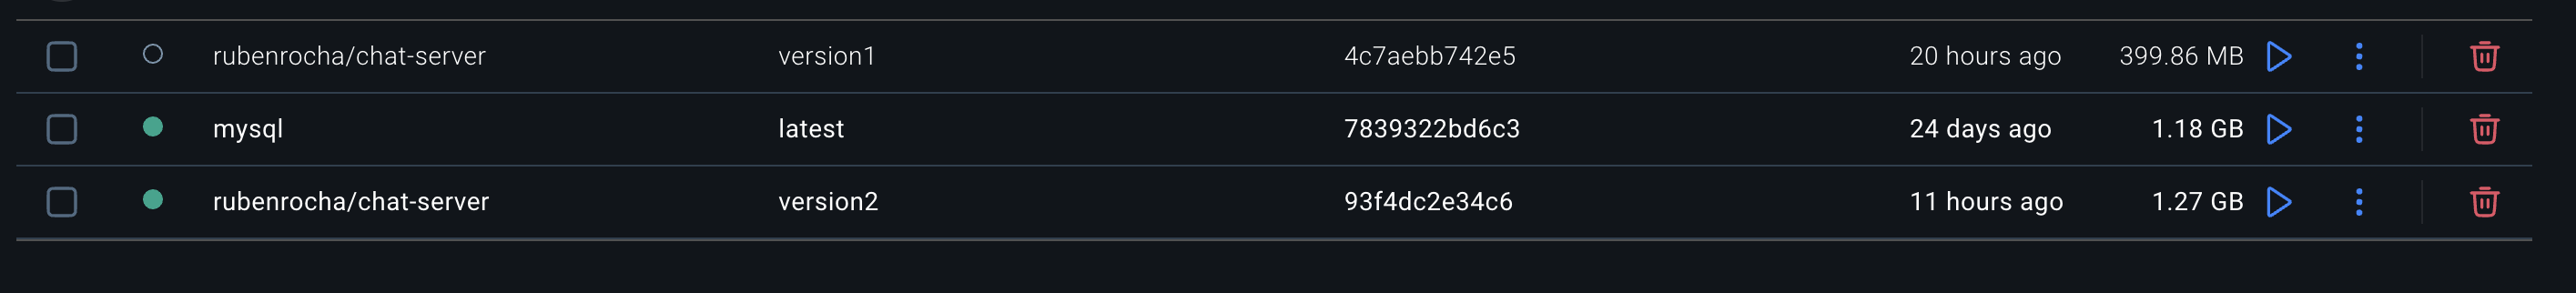 rubenrocha/chat-server version1 4c7aebb742e5 20 hours ago 399.86 MB
mysql latest 7839322bd6c3 24 days ago 1.18 GB
rubenrocha/chat-server version2 93f4dc2e34c6 11 hours ago 1.27 GB